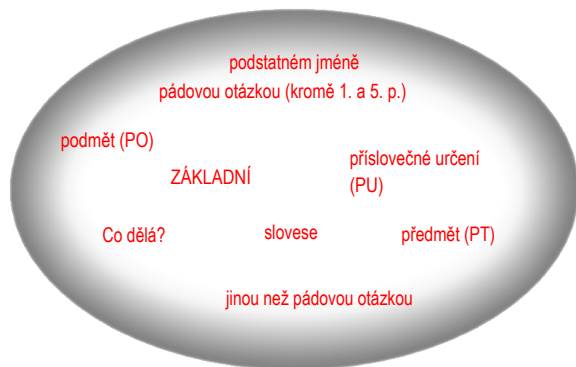 podstatném jméně
pádovou otázkou (kromě 1. a 5. p.)
podmět (PO)
příslovečné určení
(PU)
ZÁKLADNÍ
Co dělá?
slovese
předmět (PT)
jinou než pádovou otázkou